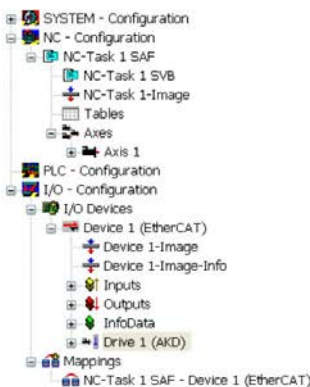 SYSTEM - Configuration
NC - Configuration
NC-Task 1 SAF
NC-Task 1 SVB
NC-Task 1-Image
Tables
Axes
Axis 1
PLC - Configuration
I/O - Configuration
I/O Devices
Device 1 (EtherCAT)
Device 1-Image
Device 1-Image-Info
Inputs
Outputs
InfoData
Drive 1 (AKD)
Mappings
NC-Task 1 SAF - Device 1 (EtherCAT)